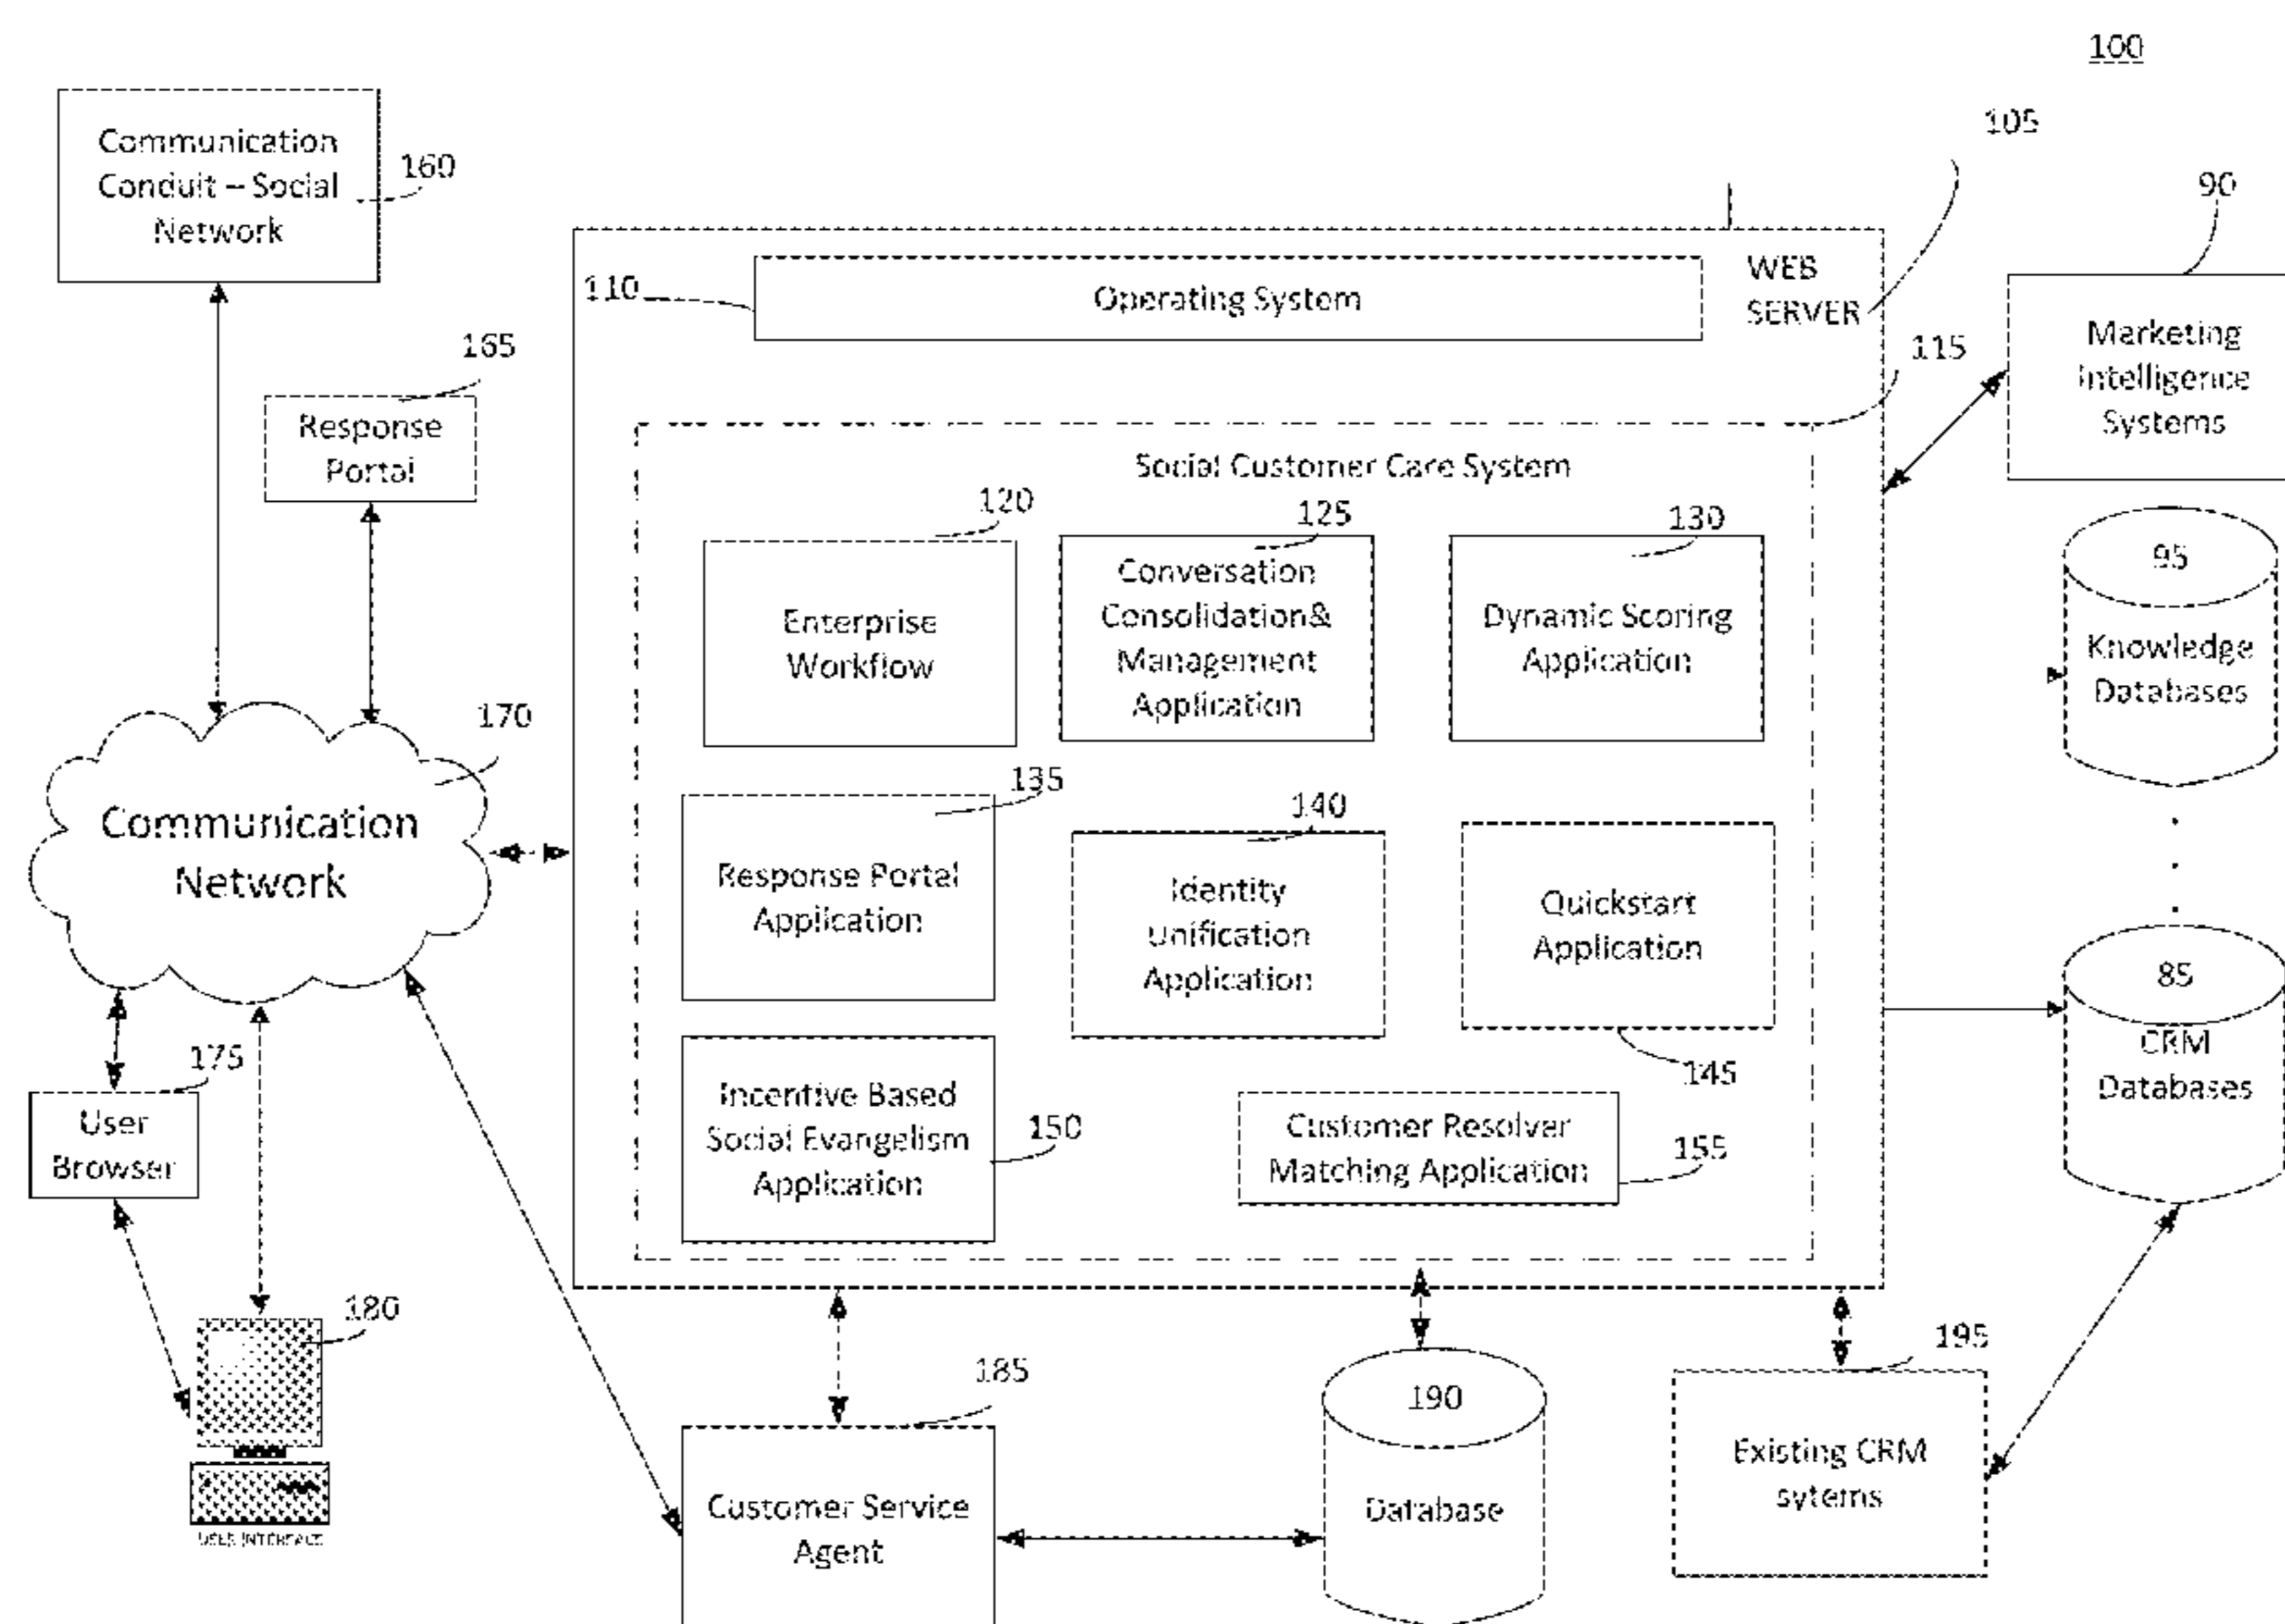 100
105
Communication
Conduit – Social
Network
160
90
WEB
SERVER
110
Operating System
115
Marketing
Intelligence
Systems
165
Response
Portal
Social Customer Care System
120
125
130
Enterprise
Workflow
Conversation
Consolidation&
Management
Application
Dynamic Scoring
Application
95
Knowledge
Databases
170
Communication
Network
135
140
Response Portal
Application
Identity
Unification
Application
Quickstart
Application
145
85
CRM
Databases
175
User
Browser
Incentive Based
Social Evangelism
Application
150
Customer Resolver
Matching Application
155
180
USER INTERFACE
185
Customer Service
Agent
190
Database
195
Existing CRM
sytems